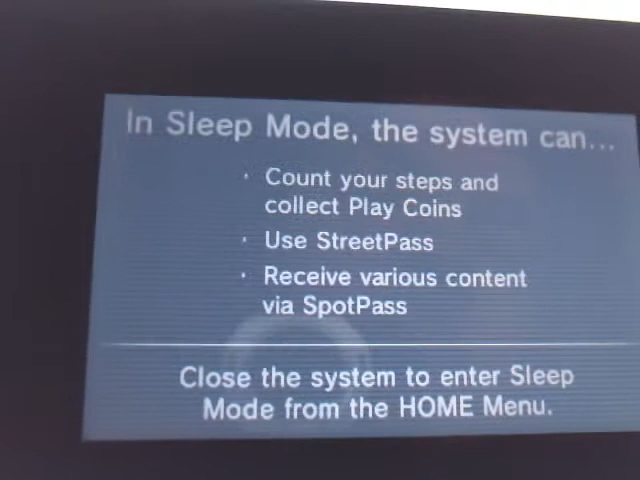 In Sleep Mode, the system can...
· Count your steps and
collect Play Coins
· Use StreetPass
· Receive various content
via SpotPass
Close the system to enter Sleep
Mode from the HOME Menu.